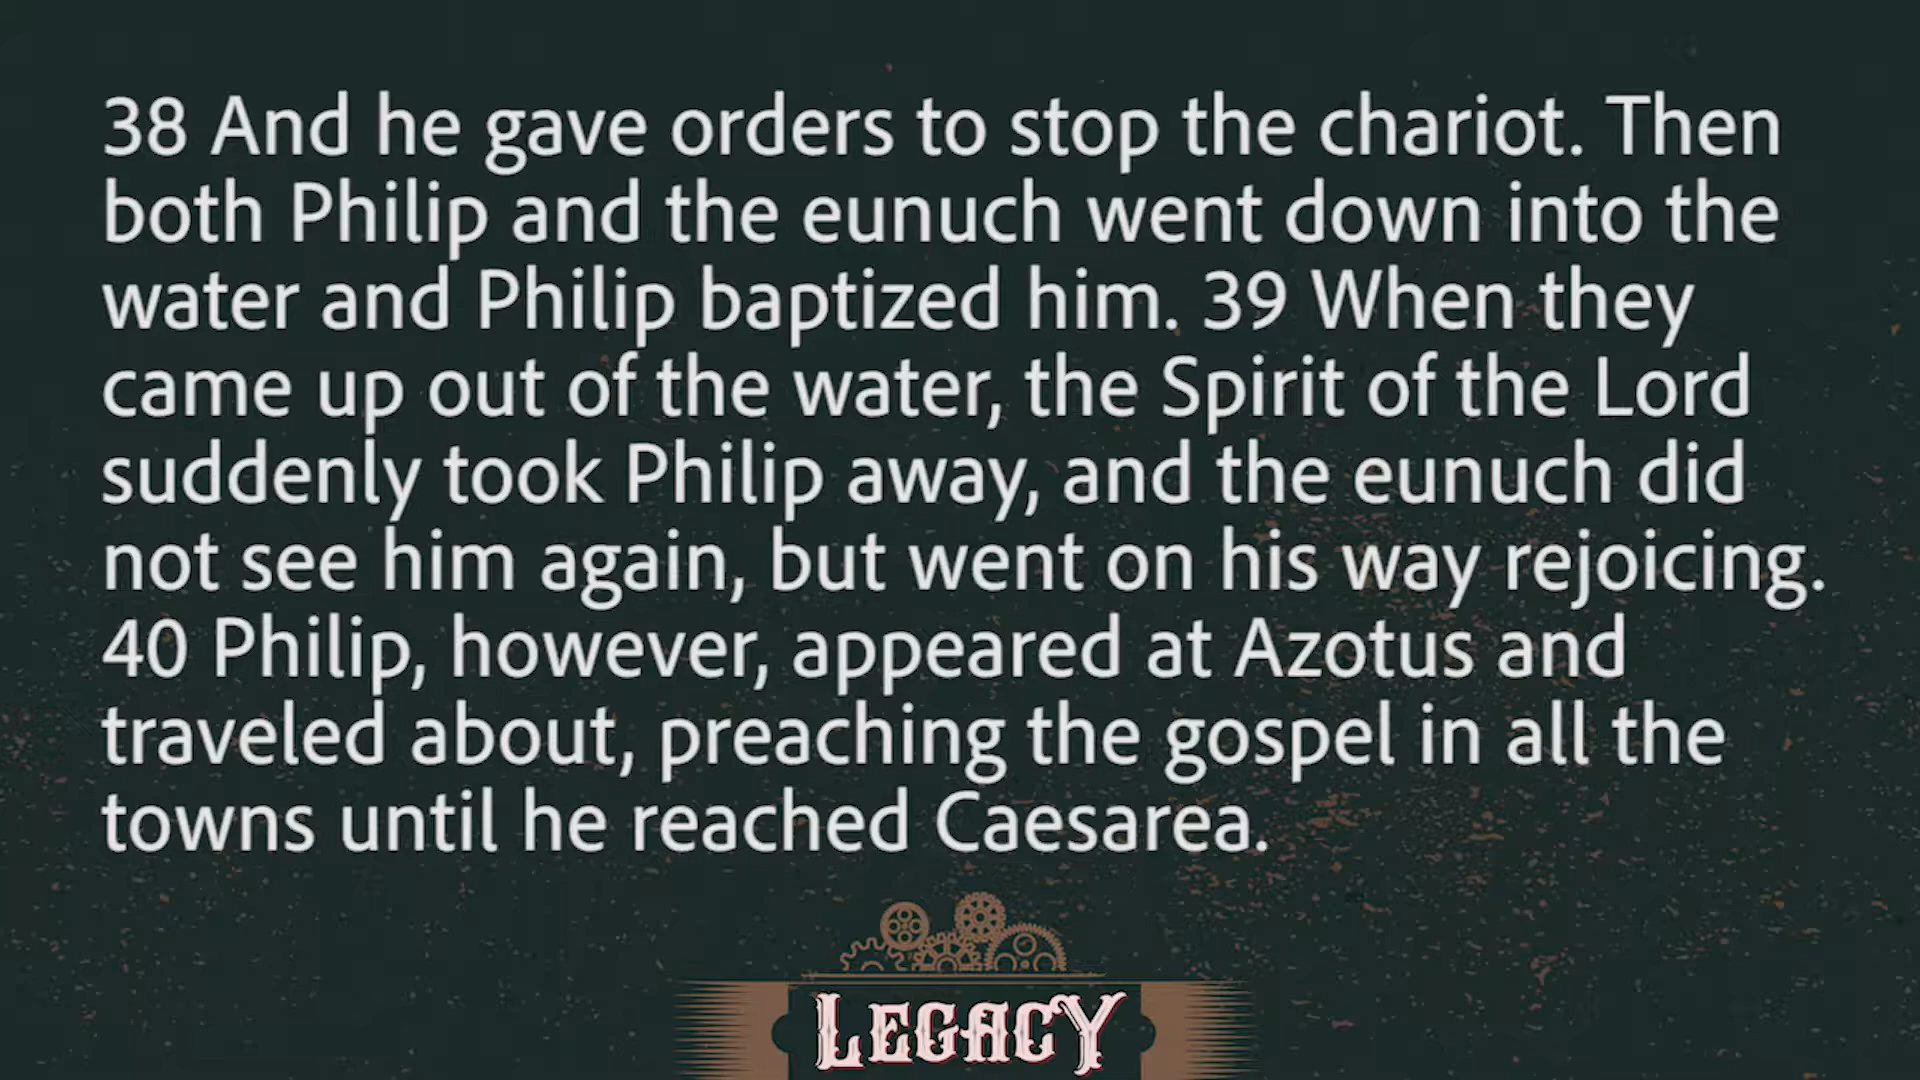 38 And he gave orders to stop the chariot. Then
both Philip and the eunuch went down into the
water and Philip baptized him. 39 When they
came up out of the water, the Spirit of the Lord
suddenly took Philip away, and the eunuch did
not see him again, but went on his way rejoicing.
40 Philip, however, appeared at Azotus and
traveled about, preaching the gospel in all the
towns until he reached Caesarea.
LEGACY